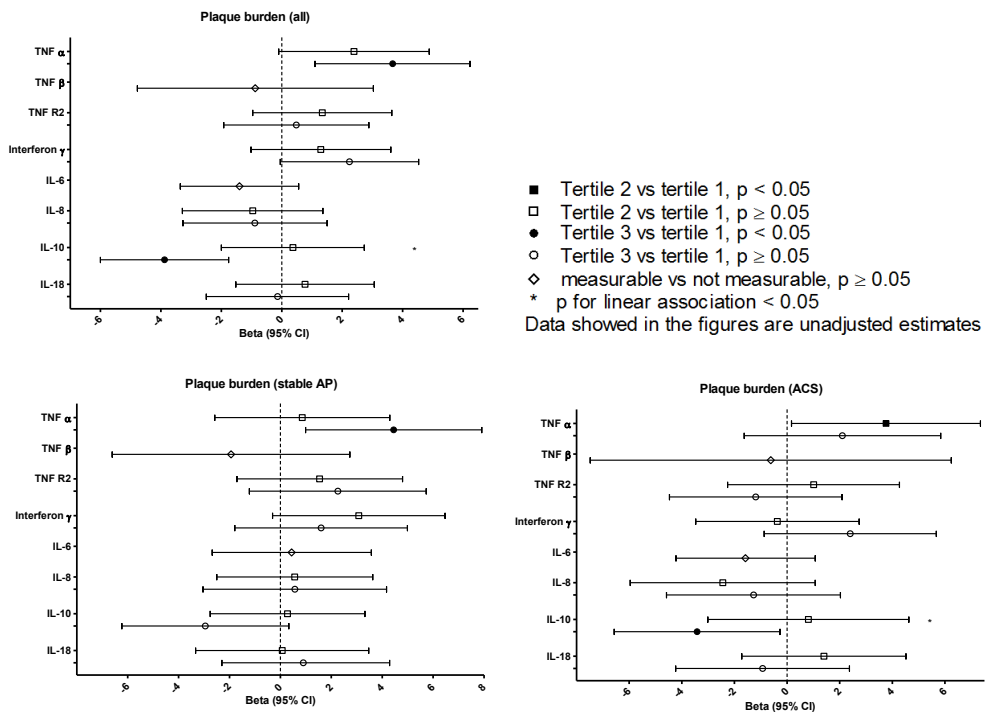 Plaque burden (all)
TNF α
TNF β
TNF R2
Interferon γ
IL-6
IL-8
IL-10
*
IL-18
-6 -4 -2 0 2 4 6
Beta (95% CI)
■ Tertile 2 vs tertile 1, p < 0.05
□ Tertile 2 vs tertile 1, p ≥ 0.05
● Tertile 3 vs tertile 1, p < 0.05
○ Tertile 3 vs tertile 1, p ≥ 0.05
◇ measurable vs not measurable, p ≥ 0.05
* p for linear association < 0.05
Data showed in the figures are unadjusted estimates
Plaque burden (stable AP)
TNF α
TNF β
TNF R2
Interferon γ
IL-6
IL-8
IL-10
IL-18
-6 -4 -2 0 2 4 6 8
Beta (95% CI)
Plaque burden (ACS)
TNF α
TNF β
TNF R2
Interferon γ
IL-6
IL-8
IL-10
*
IL-18
-6 -4 -2 0 2 4 6
Beta (95% CI)